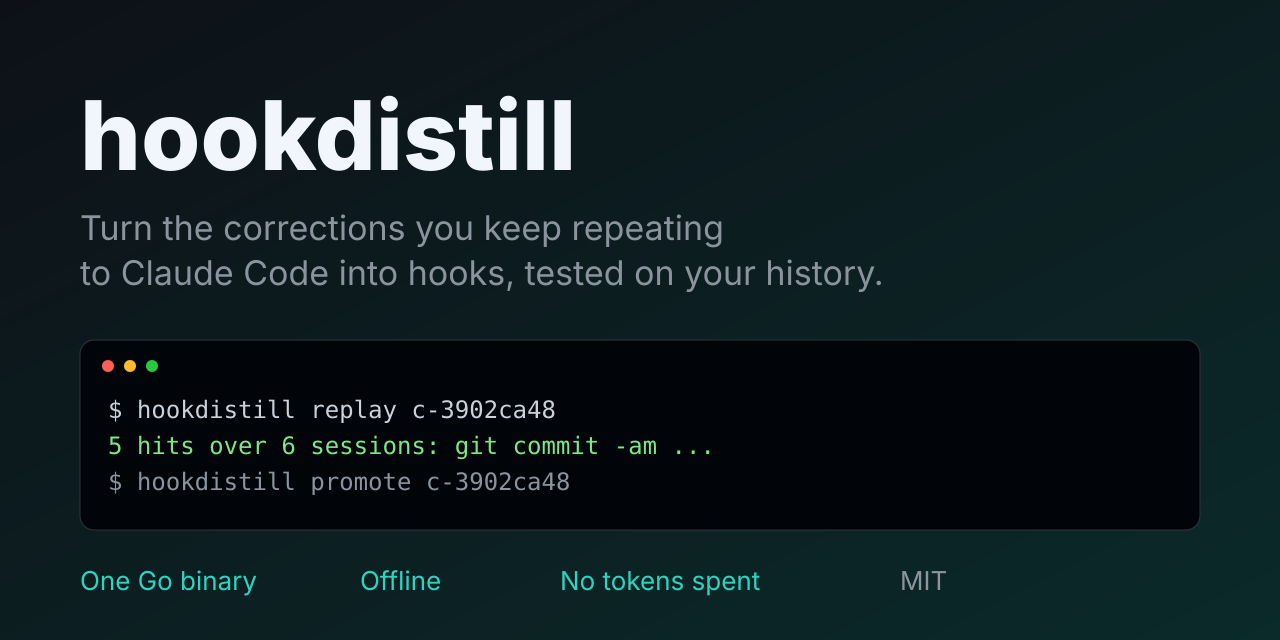 hookdistill
Turn the corrections you keep repeating
to Claude Code into hooks, tested on your history.
$ hookdistill replay c-3902ca48
5 hits over 6 sessions: git commit -am ...
$ hookdistill promote c-3902ca48
One Go binary
Offline
No tokens spent
MIT